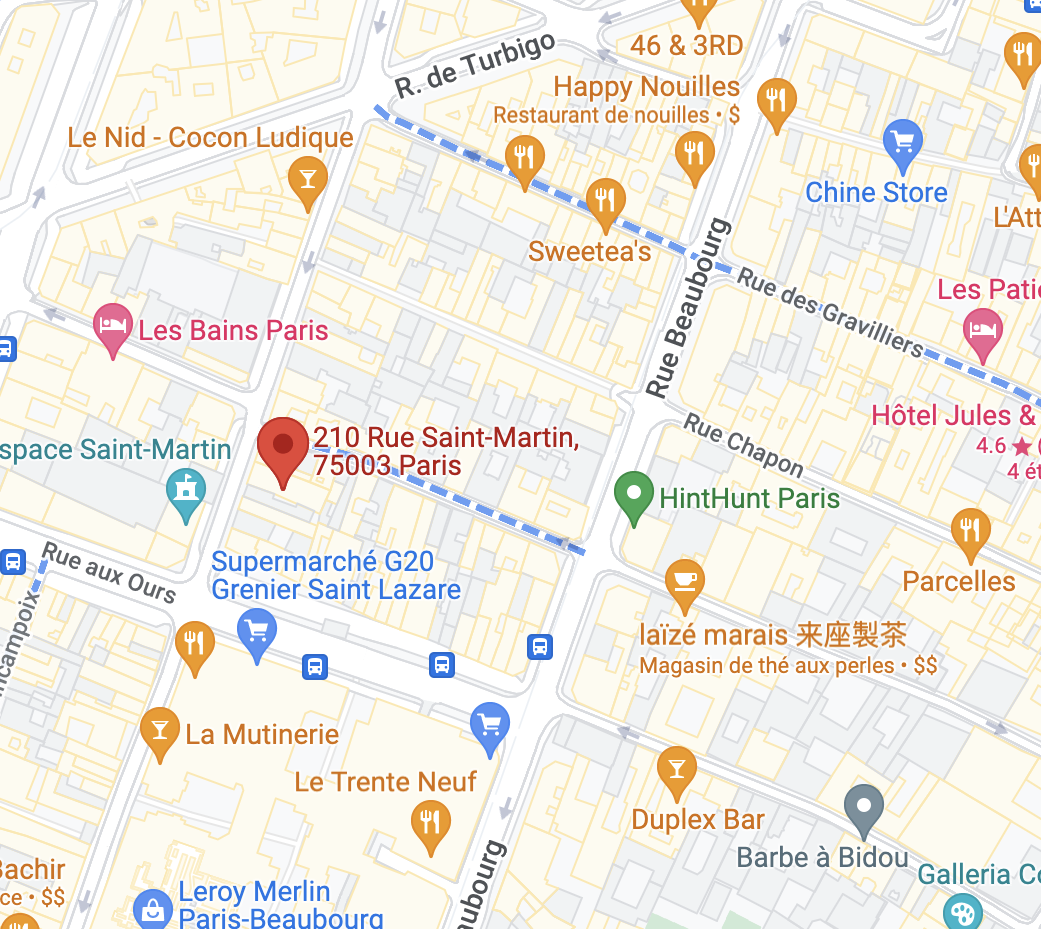 R. de Turbigo
46 & 3RD
Happy Nouilles
Restaurant de nouilles • $
Le Nid - Cocon Ludique
Chine Store
L'Att
Sweetea's
Rue Beaubourg
Rue des Gravilliers
Les Patio
Les Bains Paris
Hôtel Jules &
4.6 ★ (
4 ét
space Saint-Martin
210 Rue Saint-Martin,
75003 Paris
Rue Chapon
HintHunt Paris
Parcelles
Rue aux Ours
Supermarché G20
Grenier Saint Lazare
ncampoix
laïzé marais 来座製茶
Magasin de thé aux perles • $$
La Mutinerie
Le Trente Neuf
Duplex Bar
Barbe à Bidou
Bachir
ce • $$
Galleria Co
Leroy Merlin
Paris-Beaubourg
aubourg